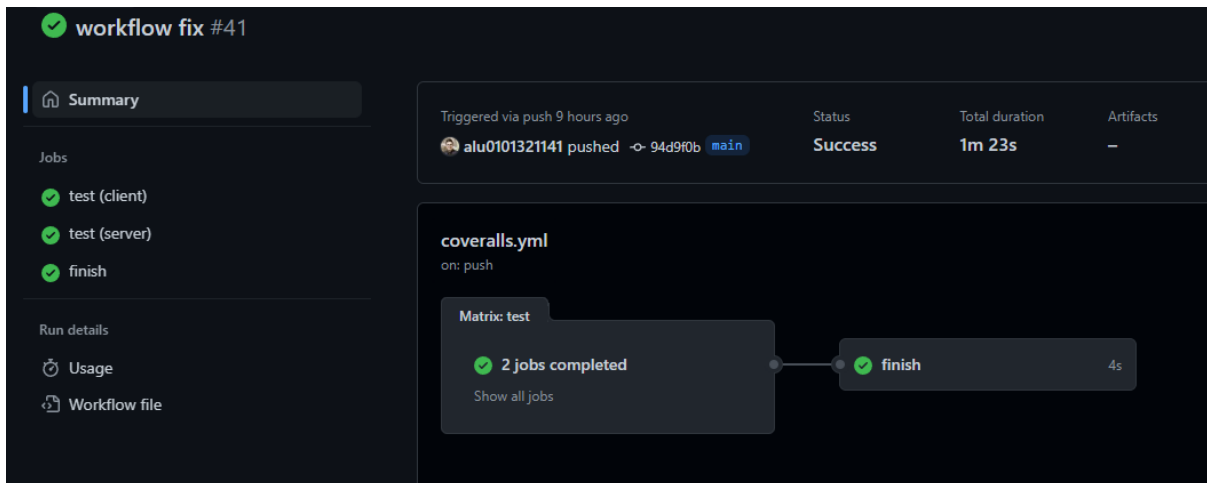 workflow fix #41
Summary
Jobs
test (client)
test (server)
finish
Run details
Usage
Workflow file
Triggered via push 9 hours ago
alu0101321141 pushed 94d9f0b main
Status
Success
Total duration
1m 23s
Artifacts
–
coveralls.yml
on: push
Matrix: test
2 jobs completed
Show all jobs
finish 4s